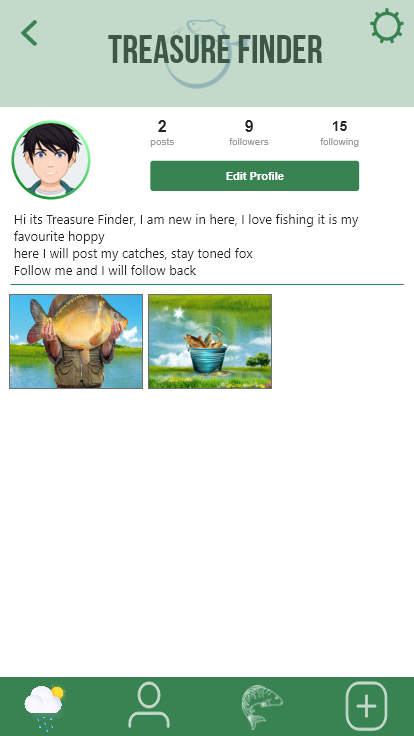 TREASURE FINDER
2 9 15
posts followers following
Edit Profile
Hi its Treasure Finder, I am new in here, I love fishing it is my
favourite hoppy
here I will post my catches, stay toned fox
Follow me and I will follow back